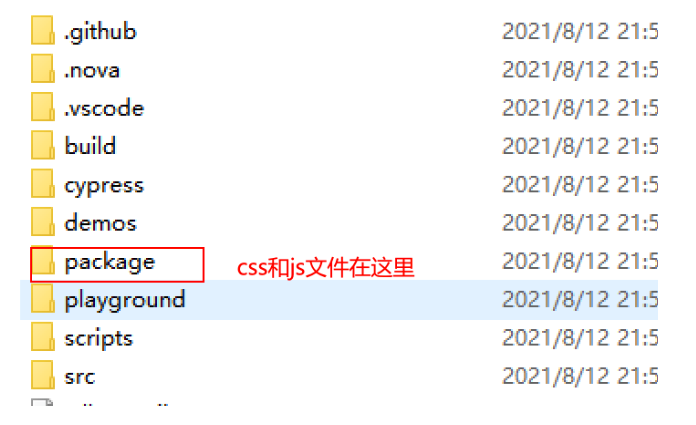 .github 2021/8/12 21:5
.nova 2021/8/12 21:5
.vscode 2021/8/12 21:5
build 2021/8/12 21:5
cypress 2021/8/12 21:5
demos 2021/8/12 21:5
package css和js文件在这里 2021/8/12 21:5
playground 2021/8/12 21:5
scripts 2021/8/12 21:5
src 2021/8/12 21:5